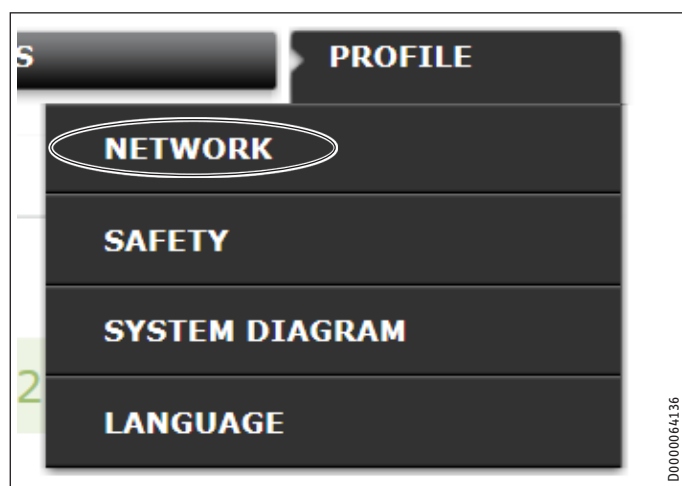 S
PROFILE
NETWORK
SAFETY
SYSTEM DIAGRAM
2
LANGUAGE
D0000064136